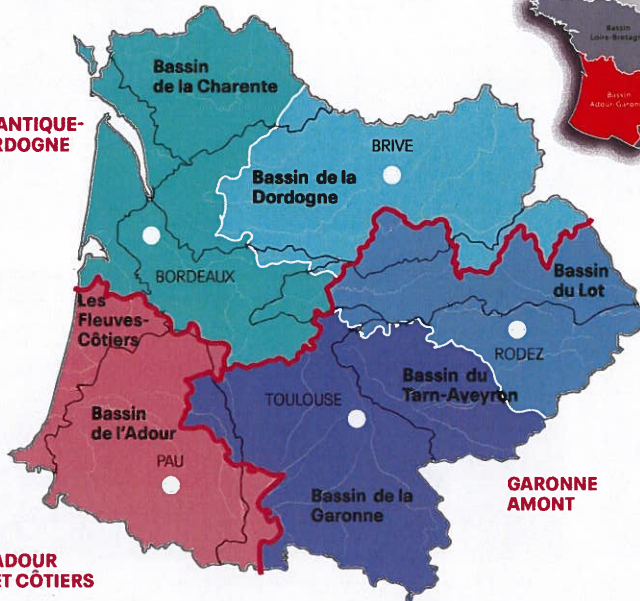 Bassin
Loire-Bretagn
Bassin
Adour-Garonn
Bassin
de la Charente
ANTIQUE-
RDOGNE
BRIVE
Bassin de la
Dordogne
BORDEAUX
Bassin
du Lot
Les
Fleuves-
Côtiers
RODEZ
Bassin du
Tarn-Aveyron
TOULOUSE
Bassin
de l'Adour
PAU
GARONNE
AMONT
Bassin de la
Garonne
ADOUR
ET CÔTIERS